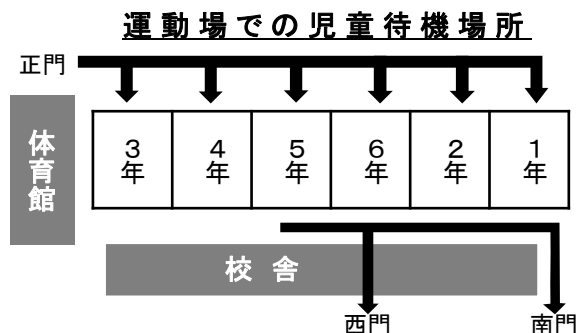 運動場での児童待機場所
正門
体育館
３年
４年
５年
６年
２年
１年
校舎
西門
南門